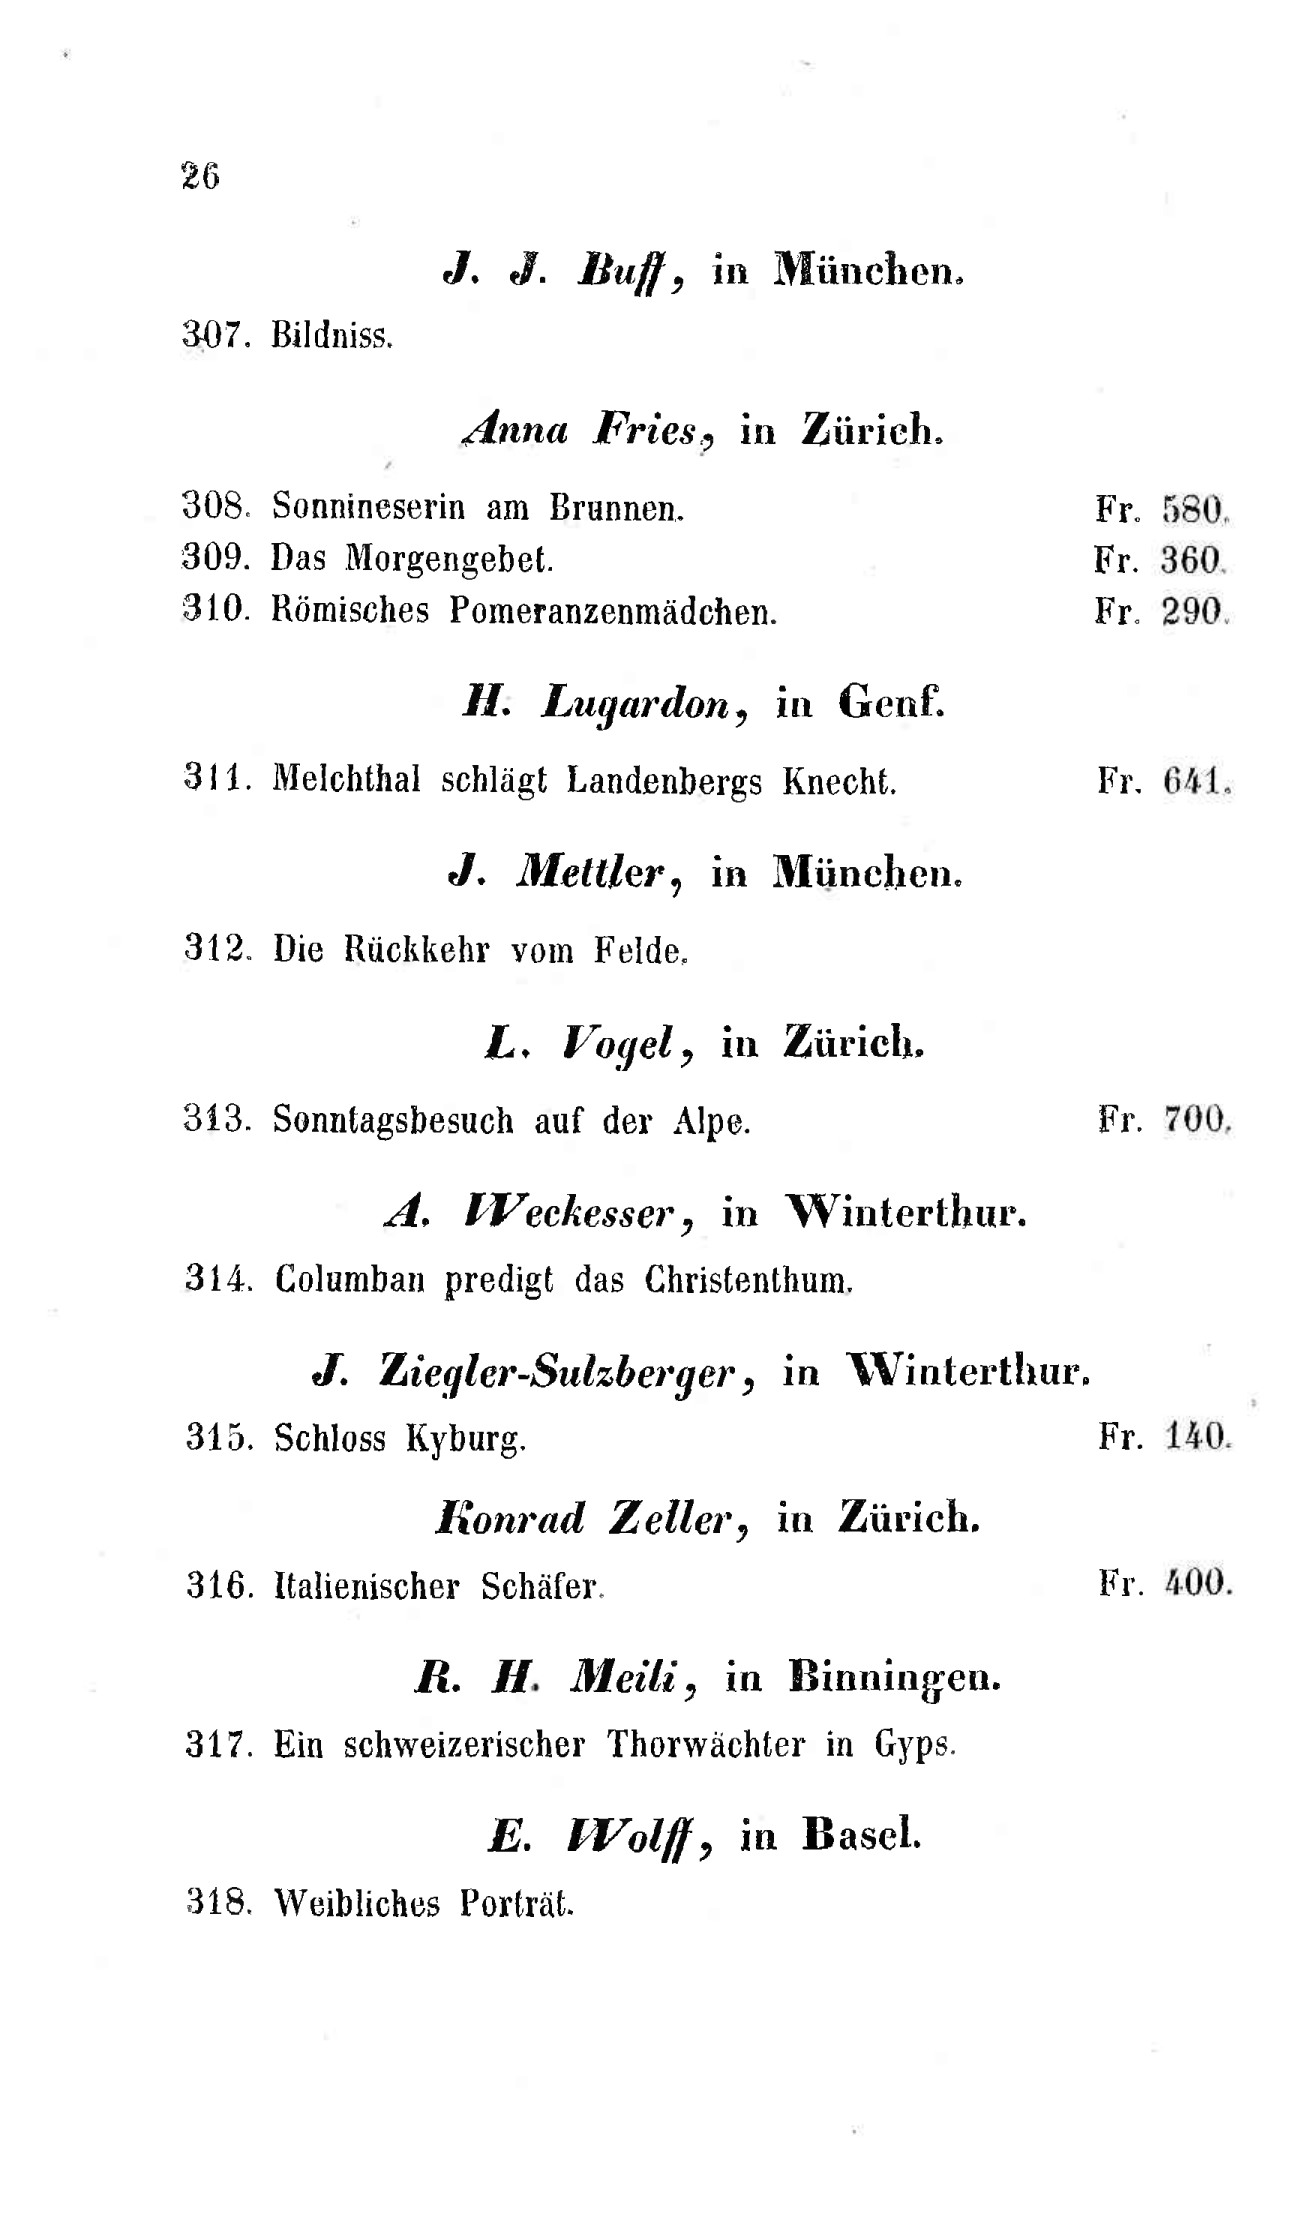 26
J. J. Buff, in München.
307. Bildniss.
Anna Fries, in Zürich.
308. Sonnineserin am Brunnen. Fr. 580.
309. Das Morgengebet. Fr. 360.
310. Römisches Pomeranzenmädchen. Fr. 290.
H. Lugardon, in Genf.
311. Melchthal schlägt Landenbergs Knecht. Fr. 641.
J. Mettler, in München.
312. Die Rückkehr vom Felde.
L. Vogel, in Zürich.
313. Sonntagsbesuch auf der Alpe. Fr. 700.
A. Weckesser, in Winterthur.
314. Columban predigt das Christenthum.
J. Ziegler-Sulzberger, in Winterthur.
315. Schloss Kyburg. Fr. 140.
Konrad Zeller, in Zürich.
316. Italienischer Schäfer. Fr. 400.
R. H. Meili, in Binningen.
317. Ein schweizerischer Thorwächter in Gyps.
E. Wolff, in Basel.
318. Weibliches Porträt.